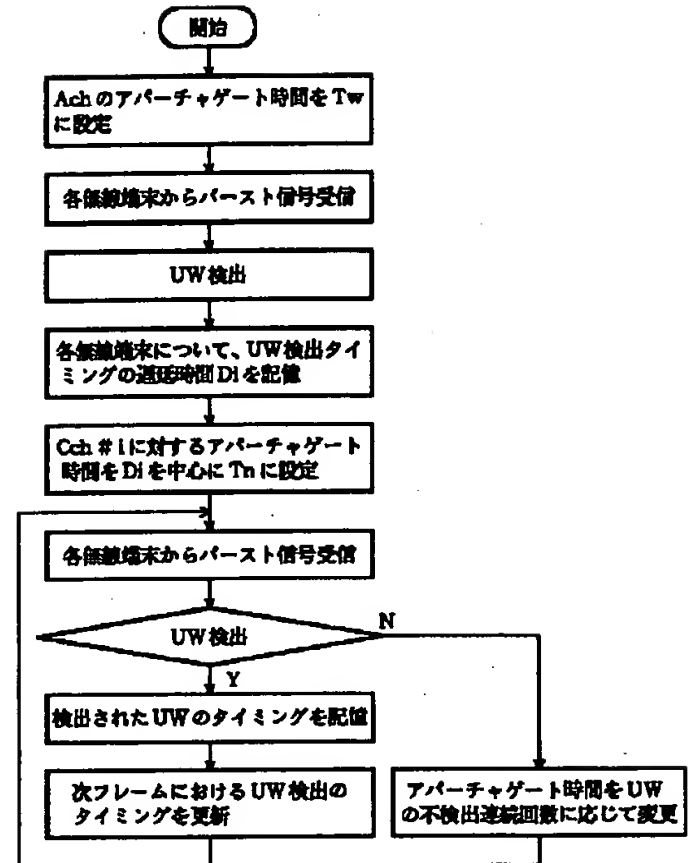 開始
Achのアパーチャゲート時間をTw
に設定
各無線端末からバースト信号受信
UW検出
各無線端末について、UW検出タイ
ミングの遅延時間Diを記憶
Cch #iに対するアパーチャゲート
時間をDiを中心にTnに設定
各無線端末からバースト信号受信
UW検出
N
Y
検出されたUWのタイミングを記憶
次フレームにおけるUW検出の
タイミングを更新
アパーチャゲート時間をUW
の不検出連続回数に応じて変更